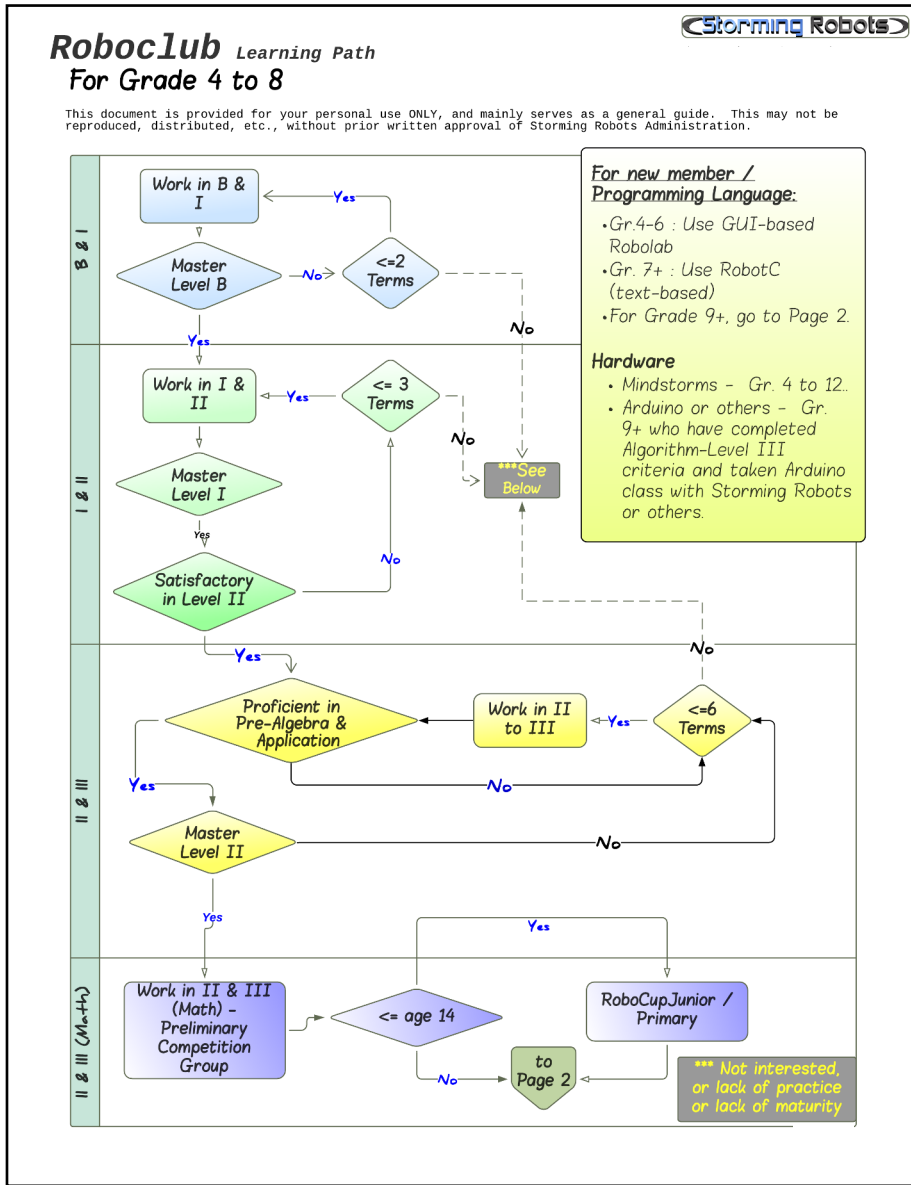 Storming Robots
Roboclub Learning Path
For Grade 4 to 8
This document is provided for your personal use ONLY, and mainly serves as a general guide. This may not be
reproduced, distributed, etc., without prior written approval of Storming Robots Administration.
B & I
Work in B &
I
Yes
Master
Level B
No
<=2
Terms
No
Yes
For new member /
Programming Language:
•Gr.4-6 : Use GUI-based
Robolab
•Gr. 7+ : Use RobotC
(text-based)
•For Grade 9+, go to Page 2.
Hardware
• Mindstorms - Gr. 4 to 12..
• Arduino or others - Gr.
9+ who have completed
Algorithm-Level III
criteria and taken Arduino
class with Storming Robots
or others.
I & II
Work in I &
II
Yes
<= 3
Terms
No
Master
Level I
***See
Below
Yes
No
Satisfactory
in Level II
Yes
II & III
No
Proficient in
Pre-Algebra &
Application
Work in II
to III
Yes
<=6
Terms
Yes
No
Master
Level II
No
Yes
II & III (Math)
Yes
Work in II & III
(Math) -
Preliminary
Competition
Group
<= age 14
RoboCupJunior /
Primary
No
to
Page 2
*** Not interested,
or lack of practice
or lack of maturity